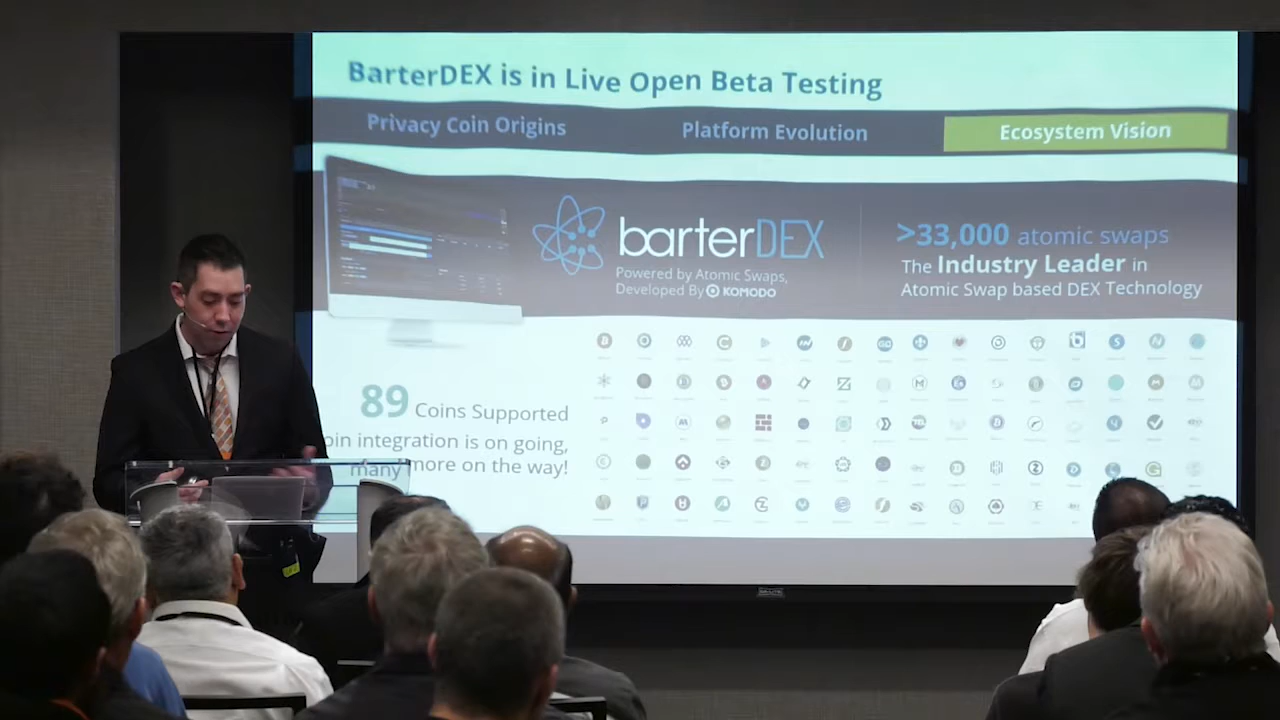 BarterDEX is in Live Open Beta Testing
Privacy Coin Origins
Platform Evolution
Ecosystem Vision
barterDEX
Powered by Atomic Swaps,
Developed By KOMODO
>33,000 atomic swaps
The Industry Leader in
Atomic Swap based DEX Technology
89 Coins Supported
oin integration is on going,
many more on the way!